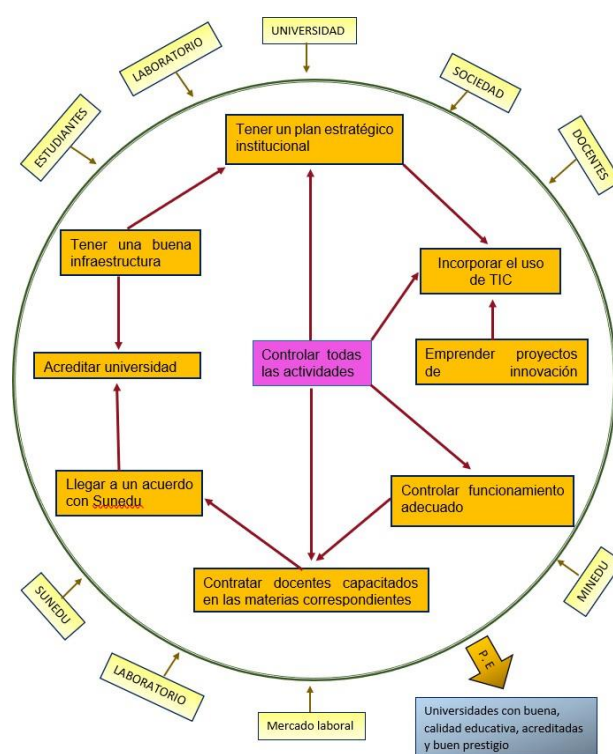 UNIVERSIDAD
LABORATORIO
SOCIEDAD
ESTUDIANTES
DOCENTES
Tener un plan estratégico
institucional
Tener una buena
infraestructura
Incorporar el uso
de TIC
Acreditar universidad
Controlar todas
las actividades
Emprender proyectos
de innovación
Llegar a un acuerdo
con Sunedu
Controlar funcionamiento
adecuado
Contratar docentes capacitados
en las materias correspondientes
SUNEDU
MINEDU
LABORATORIO
Mercado laboral
P. E
Universidades con buena,
calidad educativa, acreditadas
y buen prestigio